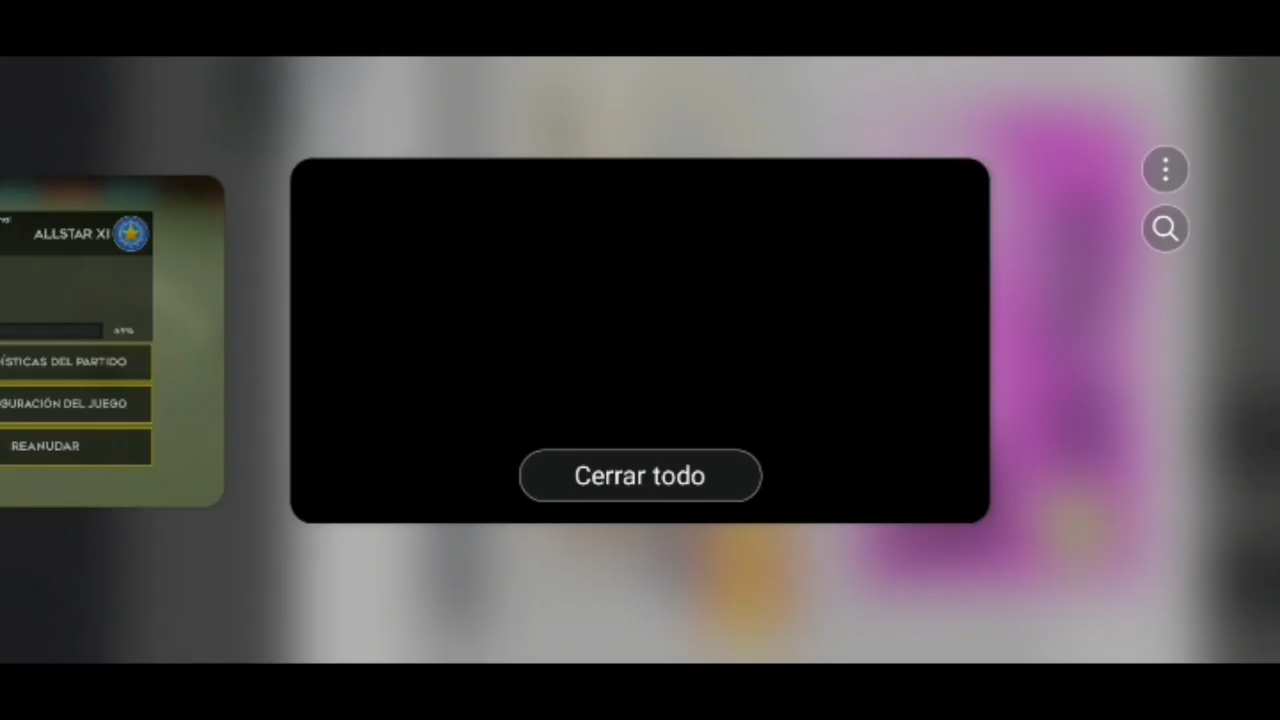 ALLSTAR XI
ÍSTICAS DEL PARTIDO
GURACIÓN DEL JUEGO
REANUDAR
Cerrar todo